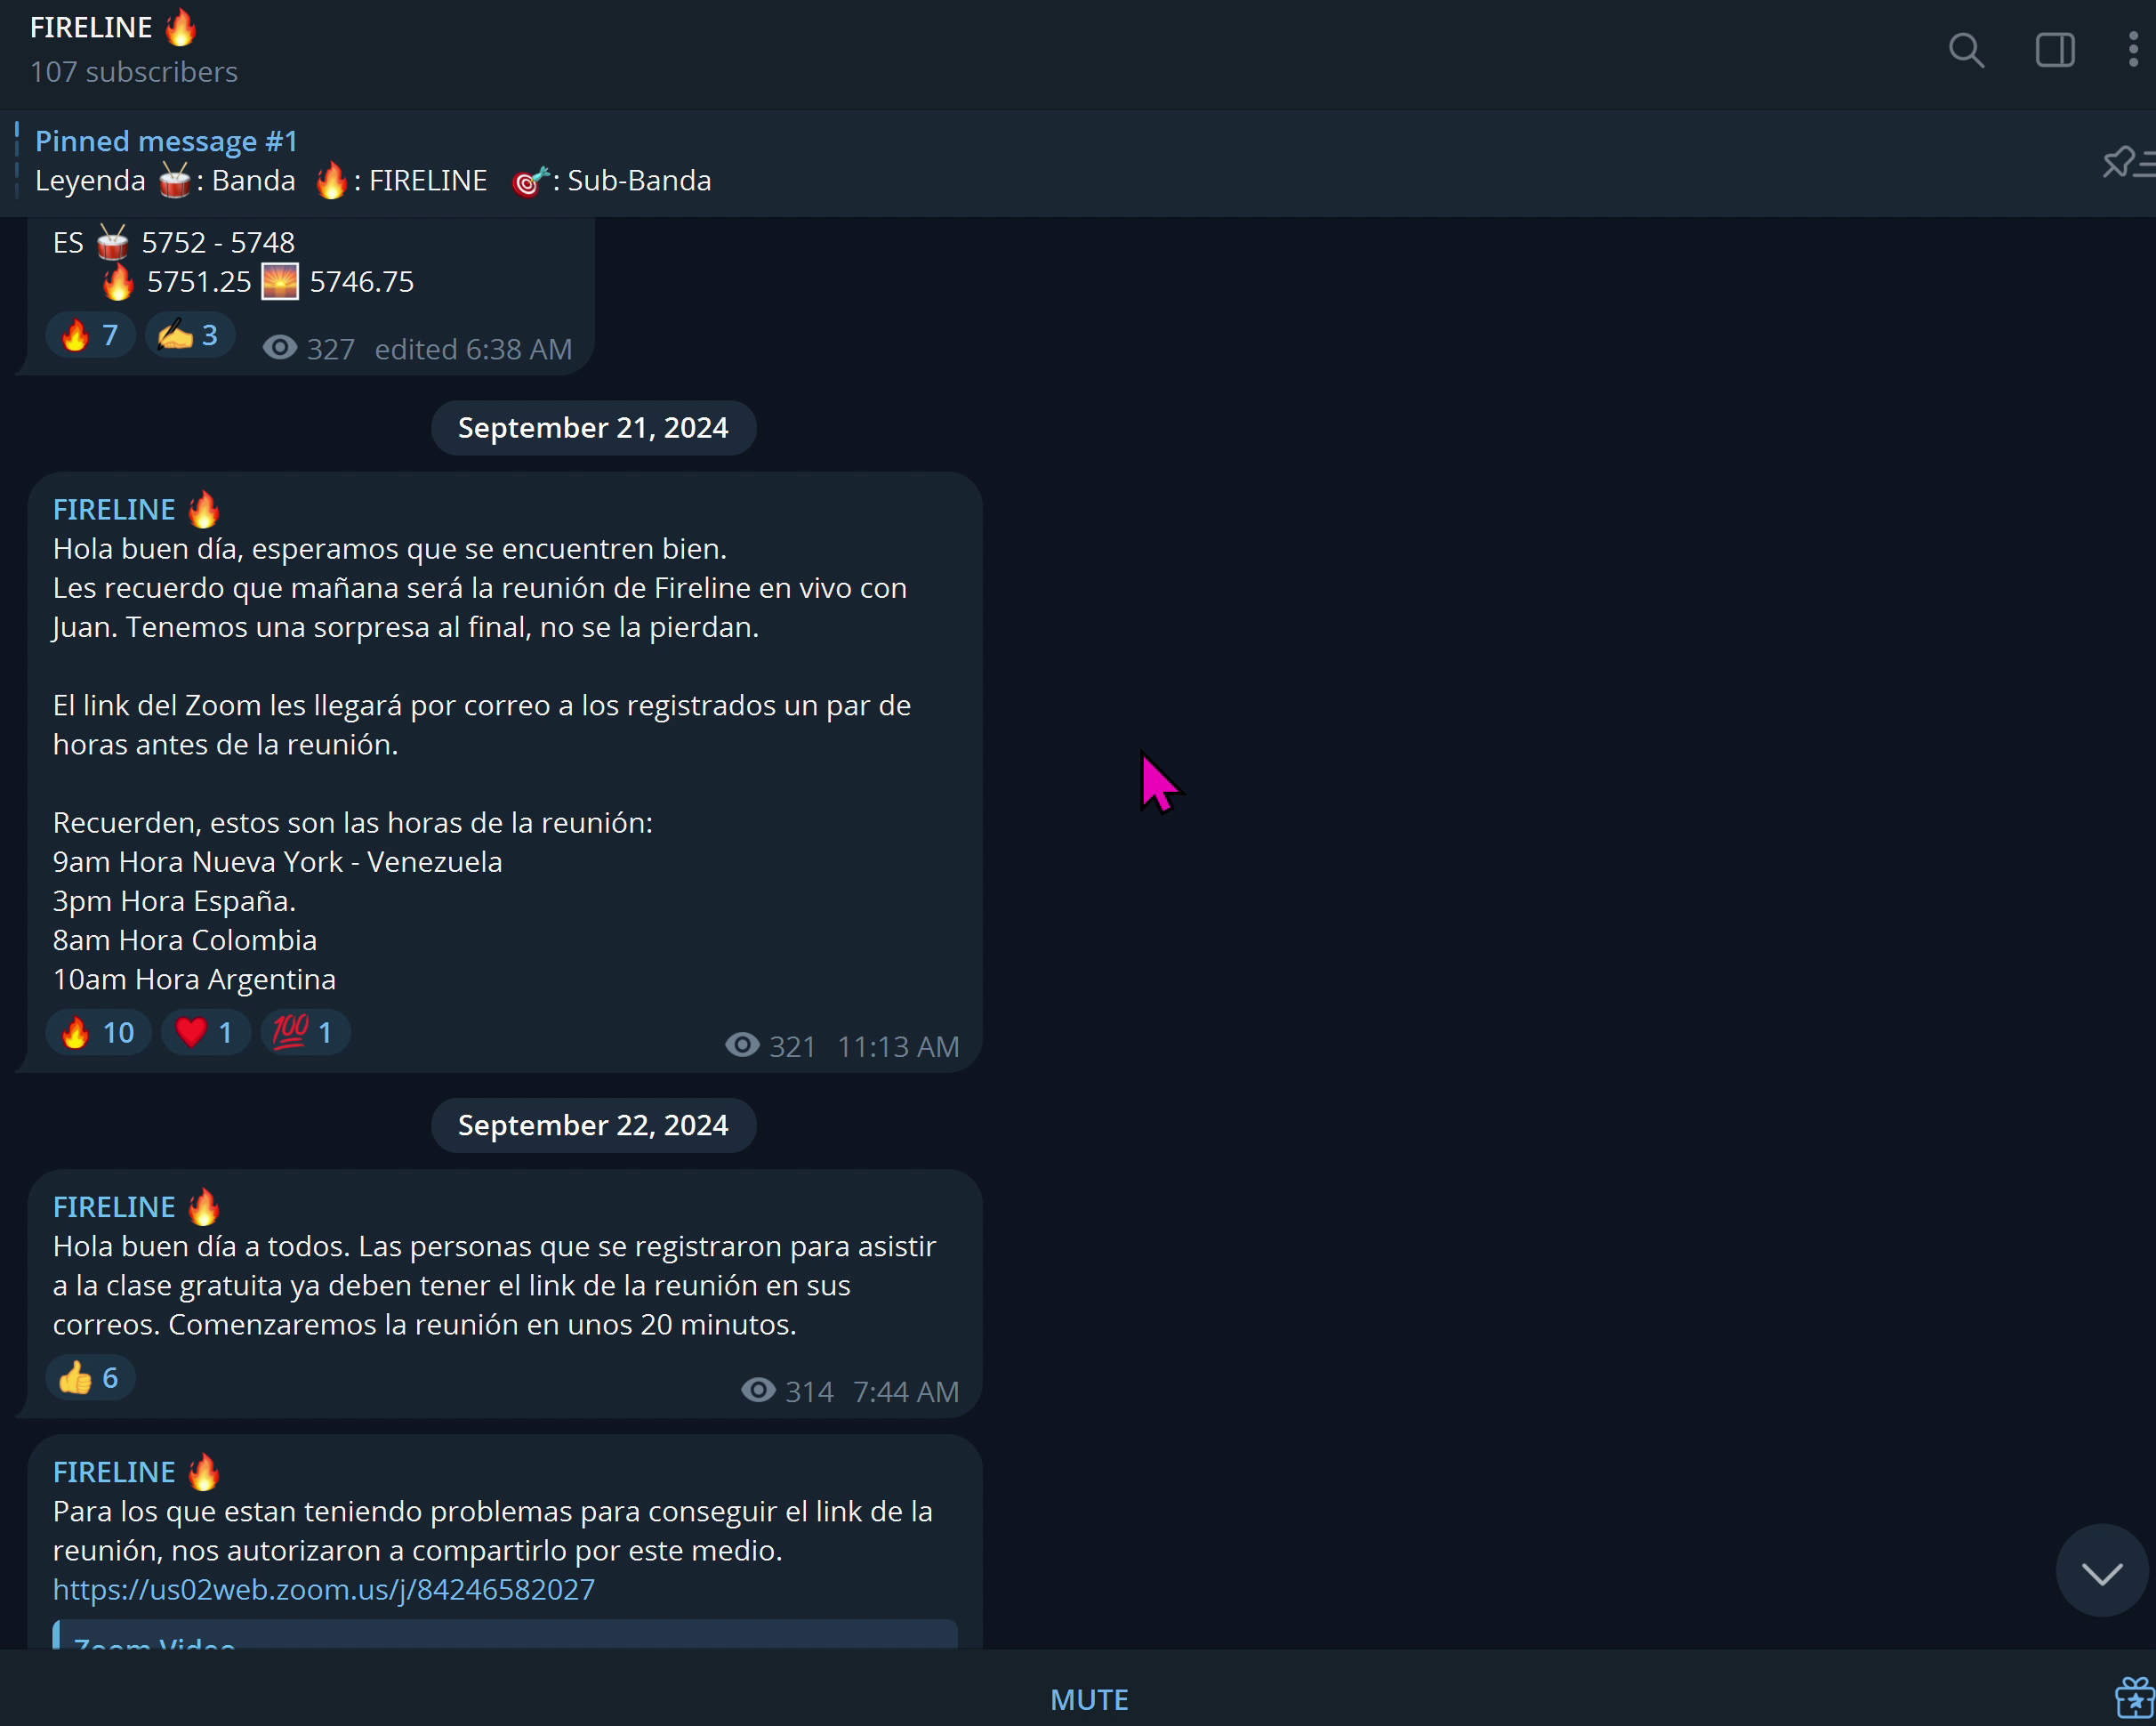 FIRELINE 🔥
107 subscribers
Pinned message #1
Leyenda 🥁: Banda 🔥: FIRELINE 🎯: Sub-Banda
ES 🥁 5752 - 5748
🔥 5751.25 🌅 5746.75
🔥 7 ✍️ 3 327 edited 6:38 AM
September 21, 2024
FIRELINE 🔥
Hola buen día, esperamos que se encuentren bien.
Les recuerdo que mañana será la reunión de Fireline en vivo con
Juan. Tenemos una sorpresa al final, no se la pierdan.
El link del Zoom les llegará por correo a los registrados un par de
horas antes de la reunión.
Recuerden, estos son las horas de la reunión:
9am Hora Nueva York - Venezuela
3pm Hora España.
8am Hora Colombia
10am Hora Argentina
🔥 10 ❤️ 1 💯 1 321 11:13 AM
September 22, 2024
FIRELINE 🔥
Hola buen día a todos. Las personas que se registraron para asistir
a la clase gratuita ya deben tener el link de la reunión en sus
correos. Comenzaremos la reunión en unos 20 minutos.
👍 6 314 7:44 AM
FIRELINE 🔥
Para los que estan teniendo problemas para conseguir el link de la
reunión, nos autorizaron a compartirlo por este medio.
https://us02web.zoom.us/j/84246582027
Zoom Video
MUTE